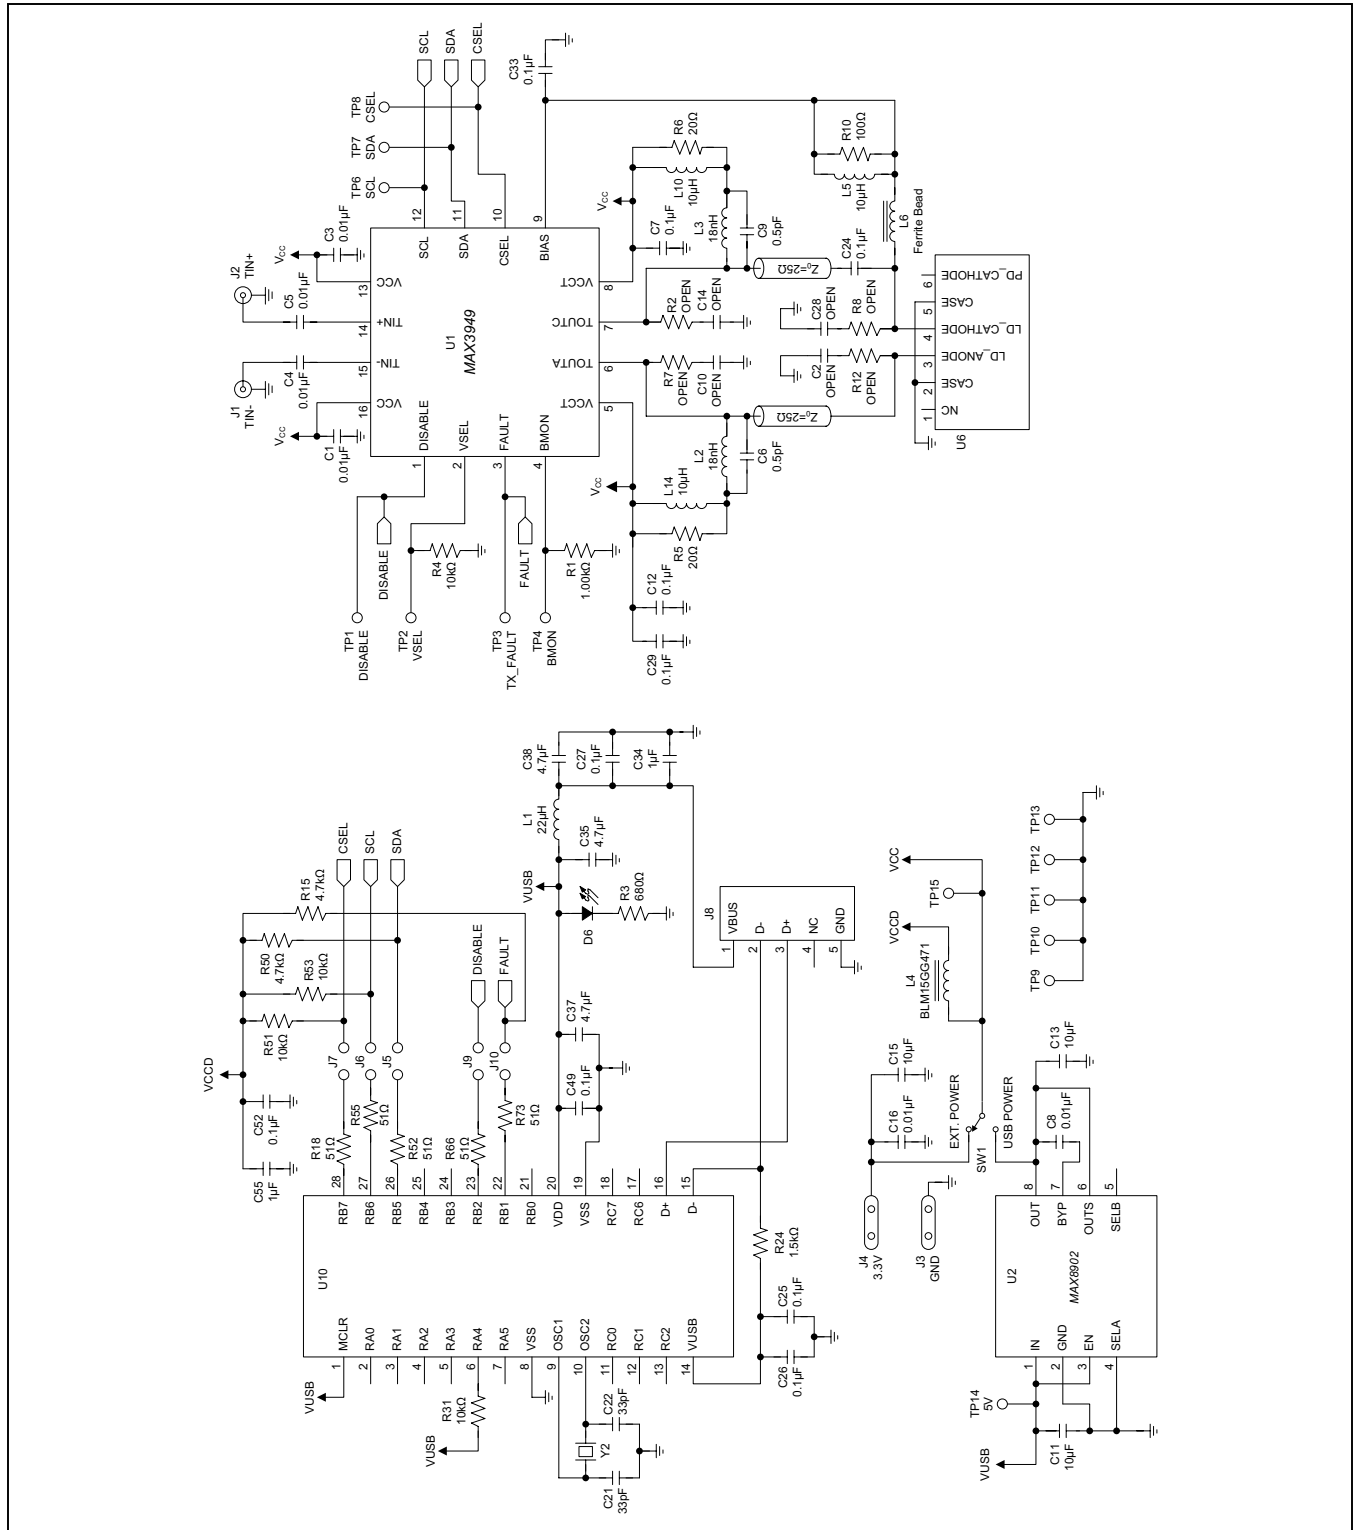 SCL
SDA
CSEL
TP8
CSEL
TP7
SDA
TP6
SCL
C33
0.1µF
J2
TIN+
VCC
C3
0.01µF
C5
0.01µF
J1
TIN-
C4
0.01µF
VCC
C1
0.01µF
12
11
10
9
SCL
SDA
CSEL
BIAS
13
VCC
14
TIN+
15
TIN-
16
VCC
U1
MAX3949
VCCT
8
TOUTC
7
TOUTA
6
VCCT
5
DISABLE
VSEL
FAULT
BMON
1
2
3
4
TP1
DISABLE
DISABLE
TP2
VSEL
R4
10kΩ
TP3
TX_FAULT
FAULT
TP4
BMON
R1
1.00kΩ
VCC
R6
20Ω
L10
10µH
C7
0.1µF
L3
18nH
C9
0.5pF
R2
OPEN
C14
OPEN
Z0=25Ω
C24
0.1µF
R10
100Ω
L5
10µH
L6
Ferrite Bead
C28
OPEN
R8
OPEN
R7
OPEN
C10
OPEN
C2
OPEN
R12
OPEN
Z0=25Ω
L2
18nH
C6
0.5pF
VCC
L14
10µH
R5
20Ω
C12
0.1µF
C29
0.1µF
6
PD_CATHODE
5
CASE
4
LD_CATHODE
3
LD_ANODE
2
CASE
1
NC
U6
CSEL
SCL
SDA
R15
4.7kΩ
R50
4.7kΩ
R53
10kΩ
R51
10kΩ
VCCD
C52
0.1µF
C55
1µF
J7
J6
J5
J9
J10
DISABLE
FAULT
R18
51Ω
R55
51Ω
R52
51Ω
R66
51Ω
R73
51Ω
VUSB
L1
22µH
C38
4.7µF
C27
0.1µF
C34
1µF
C35
4.7µF
D6
R3
680Ω
C37
4.7µF
C49
0.1µF
J8
1
VBUS
2
D-
3
D+
4
NC
5
GND
28
27
26
25
24
23
22
21
20
19
18
17
16
15
RB7
RB6
RB5
RB4
RB3
RB2
RB1
RB0
VDD
VSS
RC7
RC6
D+
D-
U10
MCLR
RA0
RA1
RA2
RA3
RA4
RA5
VSS
OSC1
OSC2
RC0
RC1
RC2
VUSB
1
2
3
4
5
6
7
8
9
10
11
12
13
14
VUSB
R31
10kΩ
VUSB
Y2
C22
33pF
C21
33pF
R24
1.5kΩ
C25
0.1µF
C26
0.1µF
VCC
TP15
VCCD
L4
BLM15GG471
C15
10µF
C16
0.01µF
EXT. POWER
SW1
USB POWER
J4
3.3V
J3
GND
C13
10µF
C8
0.01µF
8
7
6
5
OUT
BYP
OUTS
SELB
U2
MAX8902
IN
GND
EN
SELA
1
2
3
4
TP14
5V
C11
10µF
VUSB
TP13
TP12
TP11
TP10
TP9